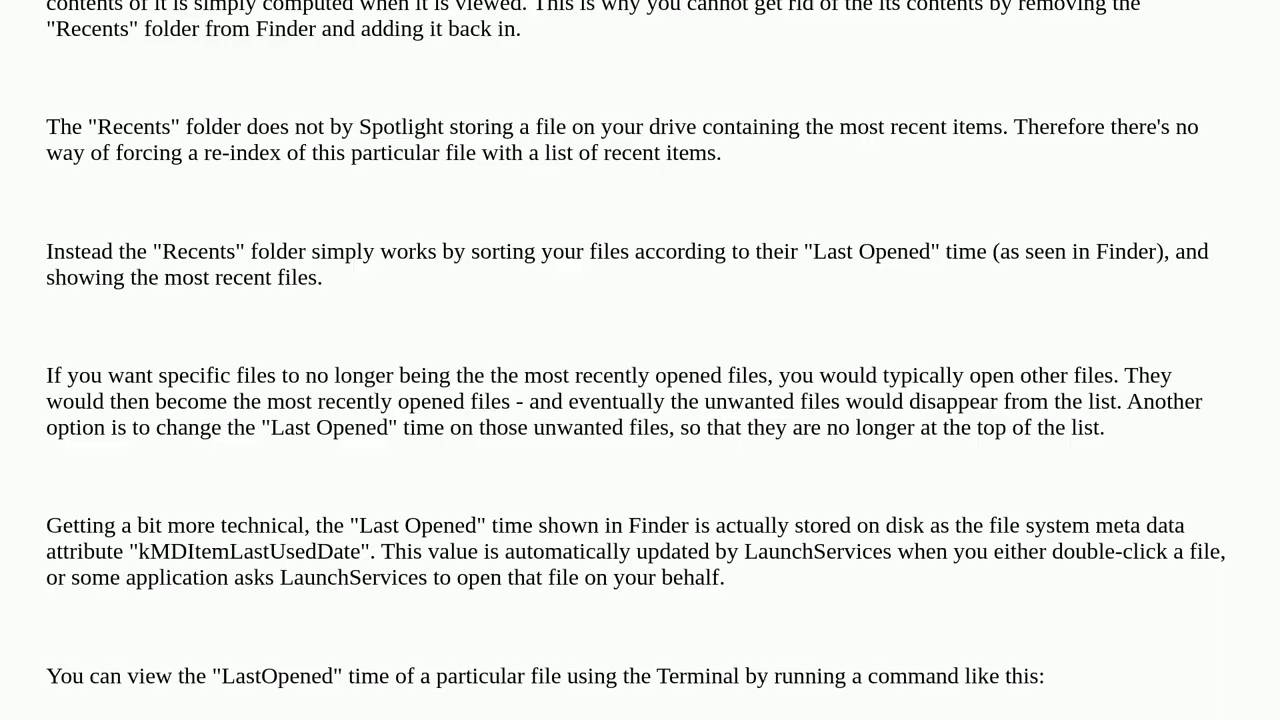 contents of it is simply computed when it is viewed. This is why you cannot get rid of the its contents by removing the
"Recents" folder from Finder and adding it back in.
The "Recents" folder does not by Spotlight storing a file on your drive containing the most recent items. Therefore there's no
way of forcing a re-index of this particular file with a list of recent items.
Instead the "Recents" folder simply works by sorting your files according to their "Last Opened" time (as seen in Finder), and
showing the most recent files.
If you want specific files to no longer being the the most recently opened files, you would typically open other files. They
would then become the most recently opened files - and eventually the unwanted files would disappear from the list. Another
option is to change the "Last Opened" time on those unwanted files, so that they are no longer at the top of the list.
Getting a bit more technical, the "Last Opened" time shown in Finder is actually stored on disk as the file system meta data
attribute "kMDItemLastUsedDate". This value is automatically updated by LaunchServices when you either double-click a file,
or some application asks LaunchServices to open that file on your behalf.
You can view the "LastOpened" time of a particular file using the Terminal by running a command like this: